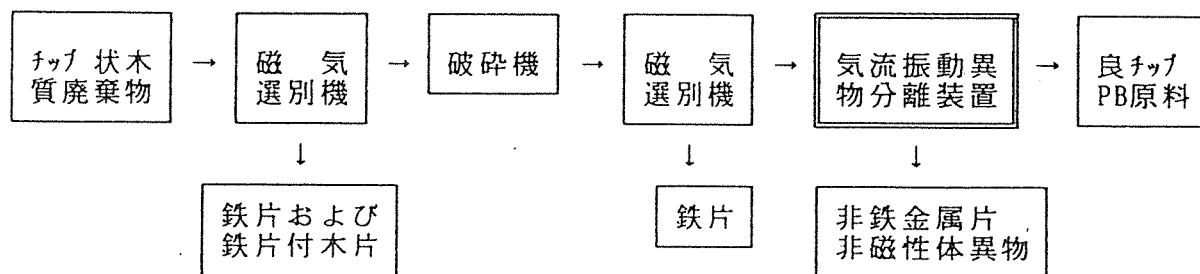 チップ状木
質廃棄物
→
磁気
選別機
→
破砕機
→
磁気
選別機
→
気流振動異
物分離装置
→
良チップ
PB原料
↓
鉄片および
鉄片付木片
↓
鉄片
↓
非鉄金属片
非磁性体異物